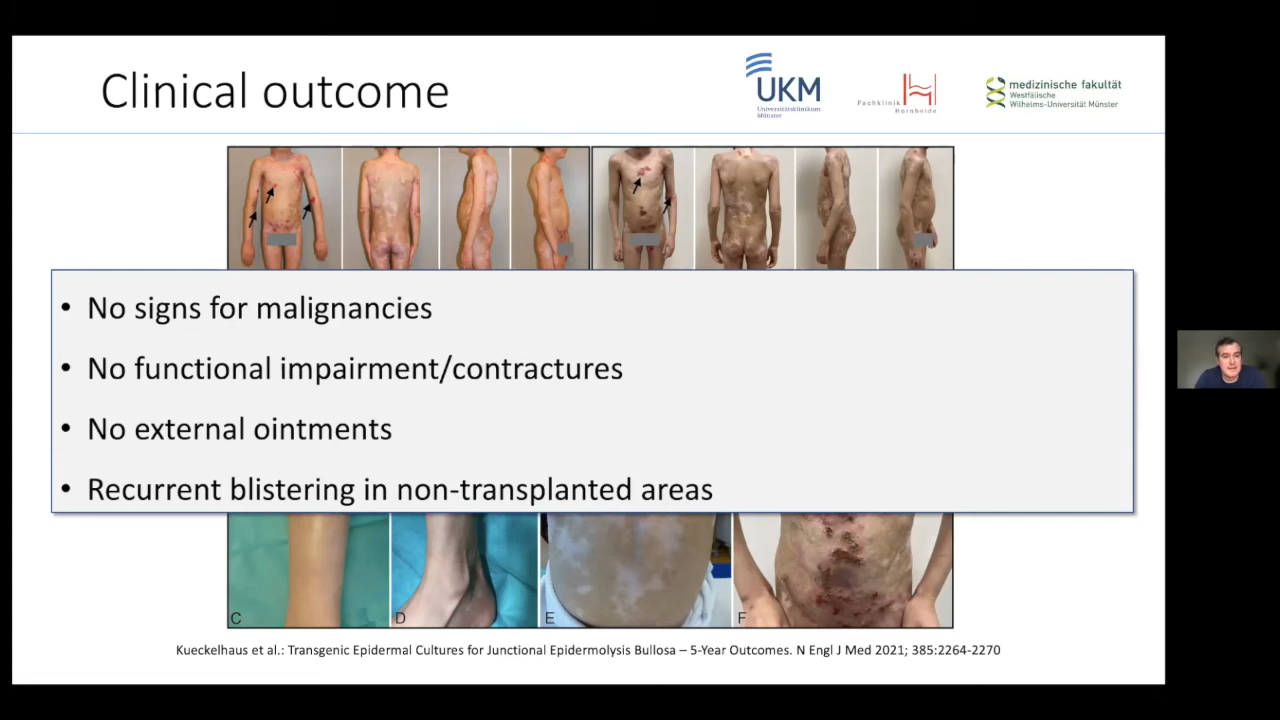 Clinical outcome
UKM
Universitätsklinikum
Münster
Fachklinik
Hornheide
medizinische fakultät
Westfälische
Wilhelms-Universität Münster
• No signs for malignancies
• No functional impairment/contractures
• No external ointments
• Recurrent blistering in non-transplanted areas
C
D
E
F
Kueckelhaus et al.: Transgenic Epidermal Cultures for Junctional Epidermolysis Bullosa – 5-Year Outcomes. N Engl J Med 2021; 385:2264-2270